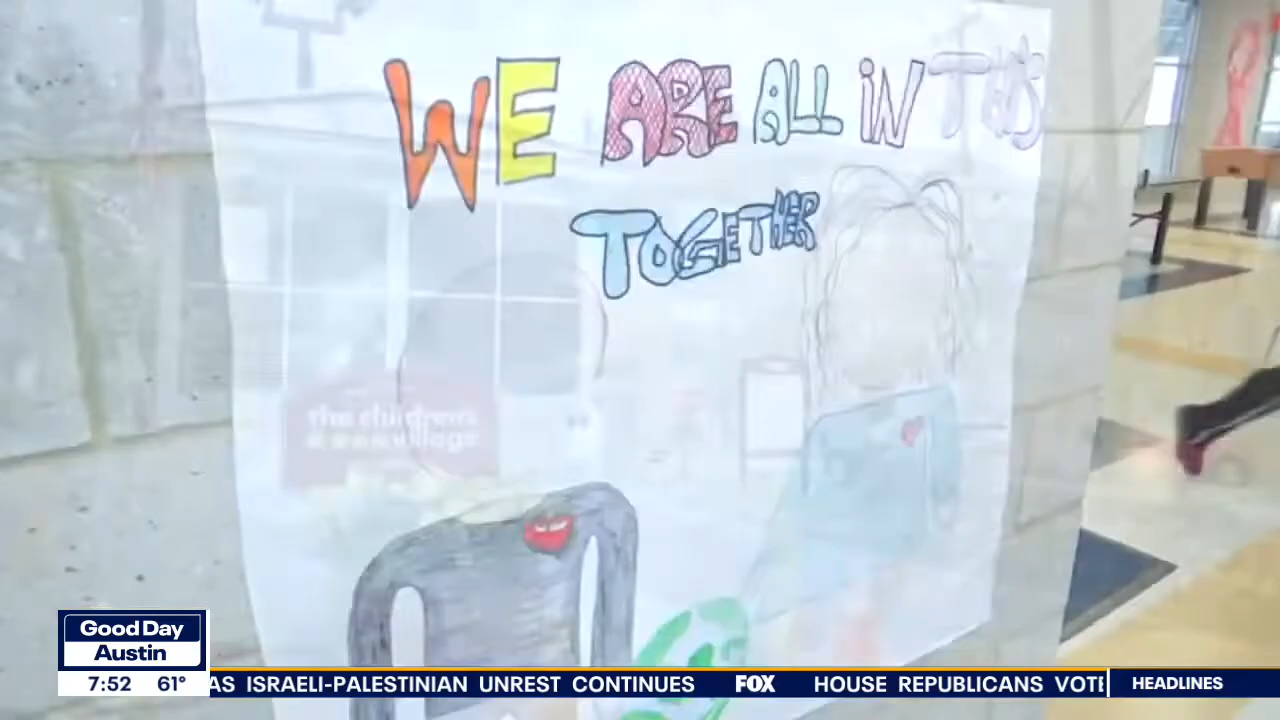 WE ARE ALL iN THIS
TOGETHER
the children's
village
Good Day
Austin
7:52 61°
AS ISRAELI-PALESTINIAN UNREST CONTINUES FOX HOUSE REPUBLICANS VOTE HEADLINES